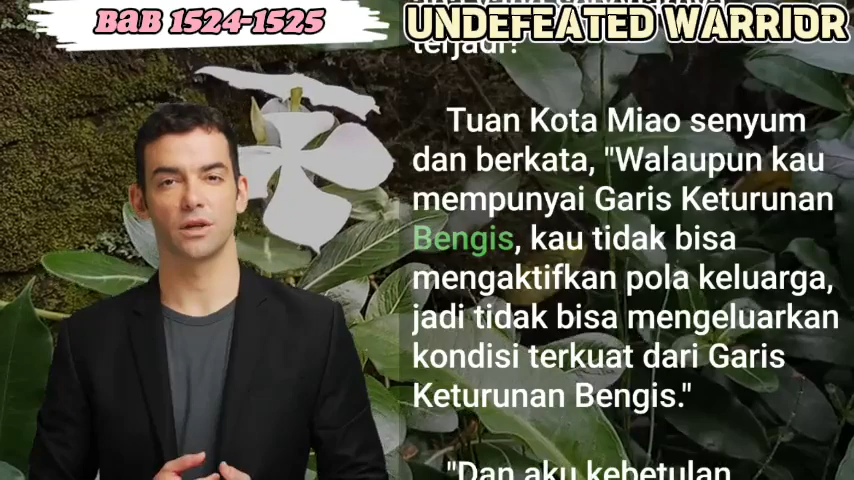 BAB 1524-1525
UNDEFEATED WARRIOR
terjadi?
Tuan Kota Miao senyum
dan berkata, "Walaupun kau
mempunyai Garis Keturunan
Bengis, kau tidak bisa
mengaktifkan pola keluarga,
jadi tidak bisa mengeluarkan
kondisi terkuat dari Garis
Keturunan Bengis."
"Dan aku kebetulan